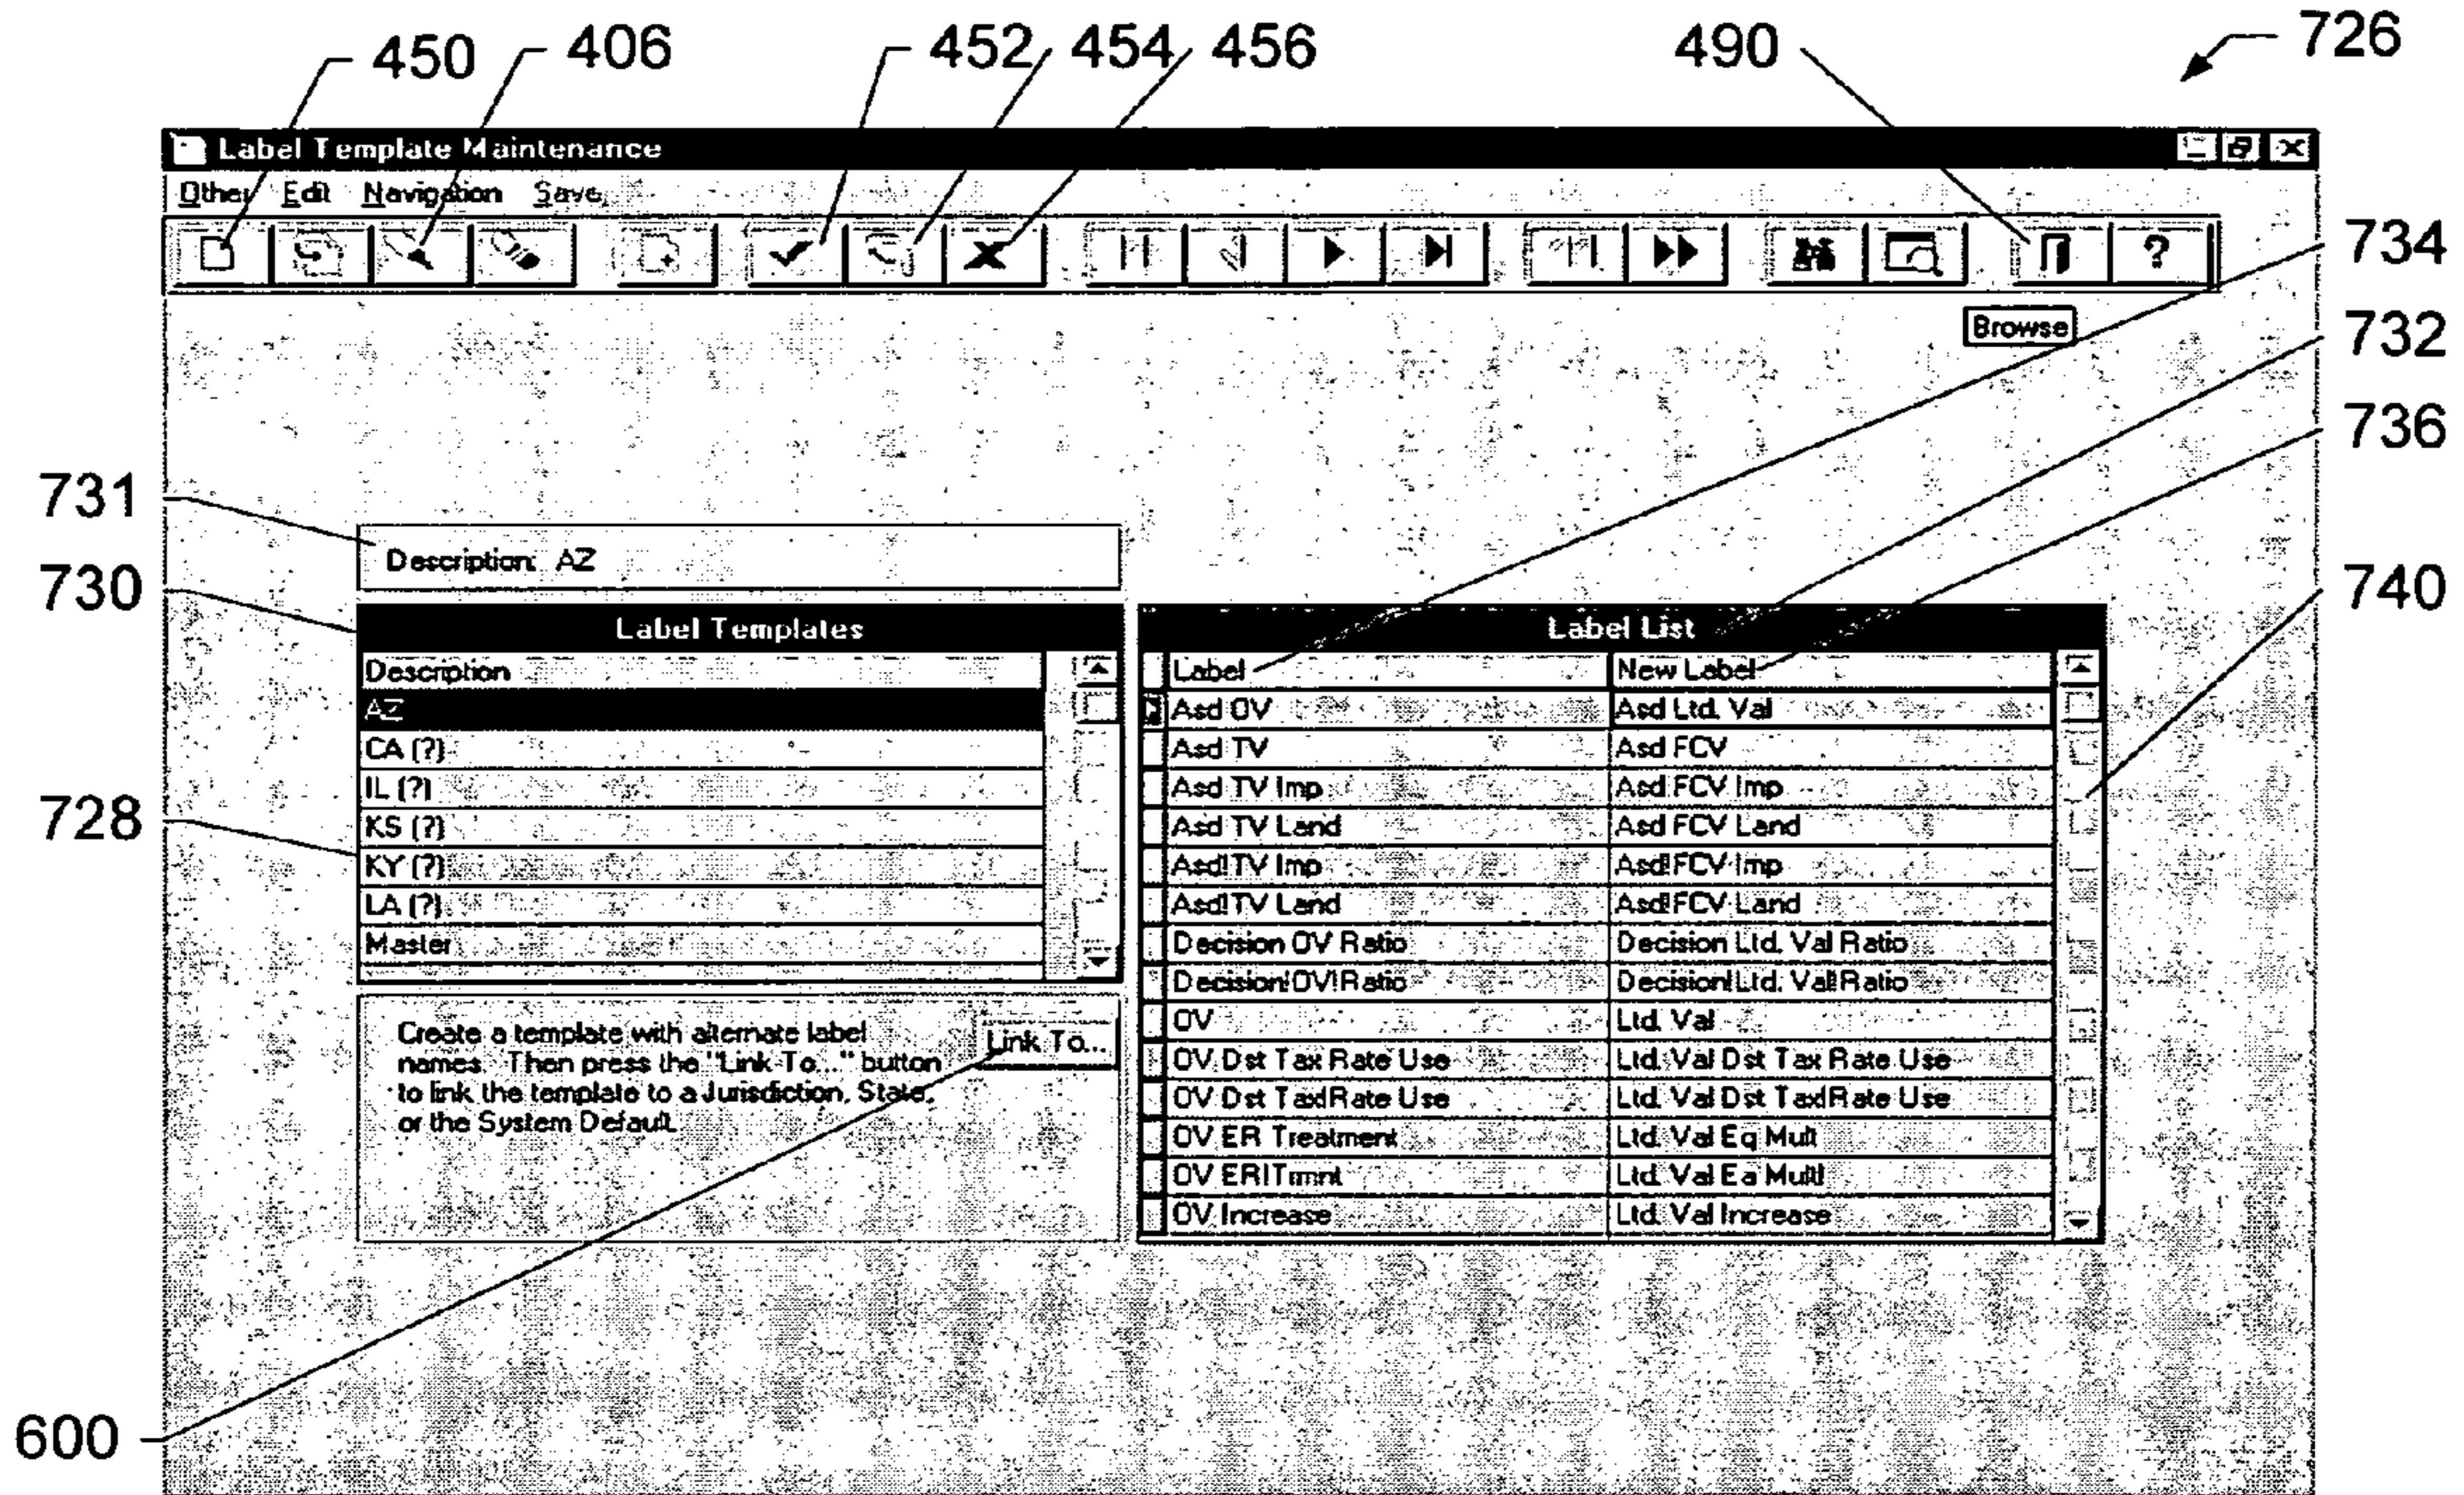 450 406 452 454 456 490 726
Label Template Maintenance
Other Edit Navigation Save
?
734
Browse
732
736
731
Description: AZ
730
740
Label Templates
Description
AZ
CA (?)
IL (?)
KS (?)
728
KY (?)
LA (?)
Master
Label List
Label New Label
Asd OV Asd Ltd. Val
Asd TV Asd FCV
Asd TV Imp Asd FCV Imp
Asd TV Land Asd FCV Land
Asd!TV Imp Asd!FCV Imp
Asd!TV Land Asd!FCV Land
Decision OV Ratio Decision Ltd. Val Ratio
Decision!OV!Ratio Decision!Ltd. Val!Ratio
OV Ltd. Val
OV Dst Tax Rate Use Ltd. Val Dst Tax Rate Use
OV Dst Tax!Rate Use Ltd. Val Dst Tax!Rate Use
OV ER Treatment Ltd. Val Eq Mult
OV ER!Tmnt Ltd. Val Ea Mult!
OV Increase Ltd. Val Increase
Create a template with alternate label
names. Then press the "Link To..." button
to link the template to a Jurisdiction, State,
or the System Default.
Link To...
600